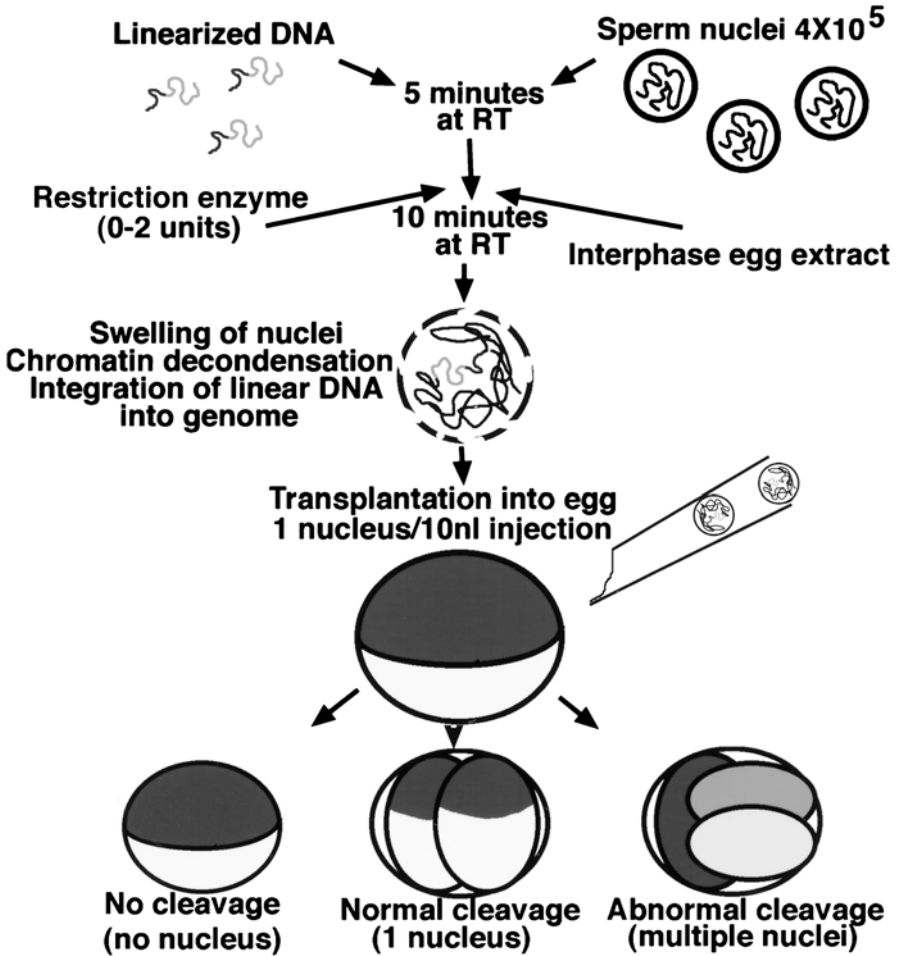 Linearized DNA
Sperm nuclei 4X10⁵
5 minutes
at RT
Restriction enzyme
(0-2 units)
10 minutes
at RT
Interphase egg extract
Swelling of nuclei
Chromatin decondensation
Integration of linear DNA
into genome
Transplantation into egg
1 nucleus/10nl injection
No cleavage
(no nucleus)
Normal cleavage
(1 nucleus)
Abnormal cleavage
(multiple nuclei)